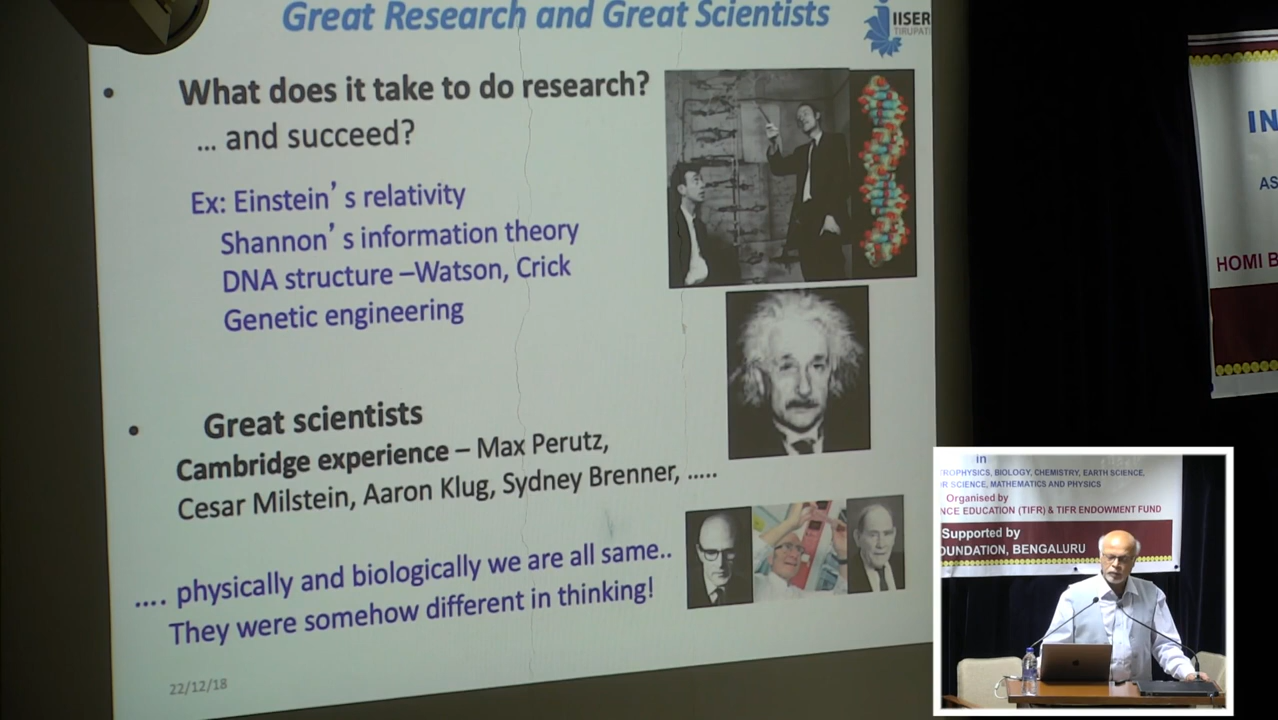 Great Research and Great Scientists
IISER
TIRUPATI
• What does it take to do research?
... and succeed?
Ex: Einstein's relativity
Shannon's information theory
DNA structure –Watson, Crick
Genetic engineering
• Great scientists
Cambridge experience – Max Perutz,
Cesar Milstein, Aaron Klug, Sydney Brenner, .....
.... physically and biologically we are all same..
They were somehow different in thinking!
22/12/18
IN
AS
HOMI B
in
TROPHYSICS, BIOLOGY, CHEMISTRY, EARTH SCIENCE,
R SCIENCE, MATHEMATICS AND PHYSICS
Organised by
NCE EDUCATION (TIFR) & TIFR ENDOWMENT FUND
Supported by
OUNDATION, BENGALURU